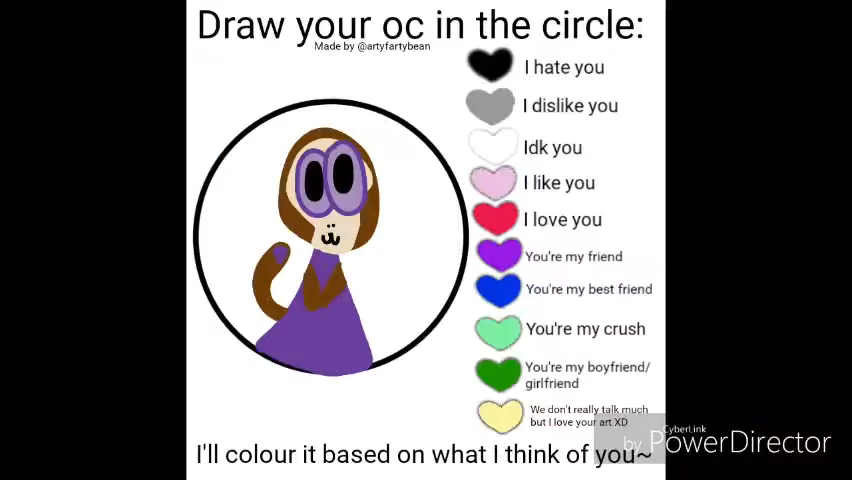 Draw your oc in the circle:
Made by @artyfartybean
I hate you
I dislike you
Idk you
I like you
I love you
You're my friend
You're my best friend
You're my crush
You're my boyfriend/
girlfriend
We don't really talk much
but I love your art XD
CyberLink
by PowerDirector
I'll colour it based on what I think of you~